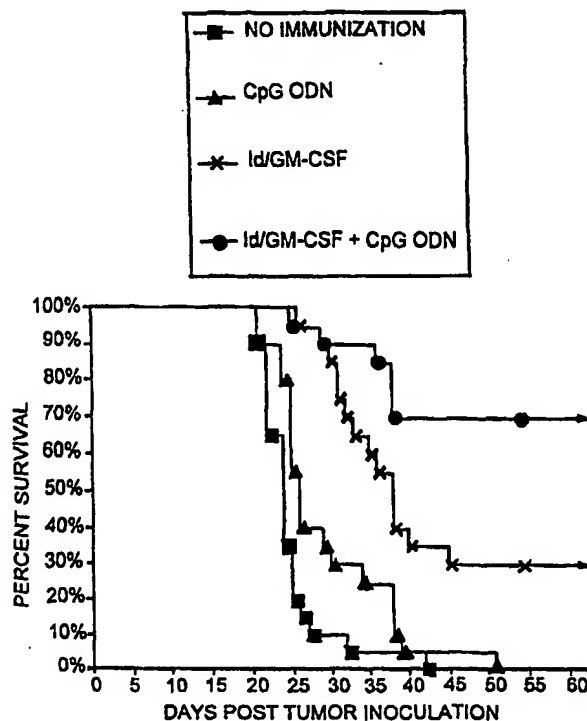 NO IMMUNIZATION
CpG ODN
Id/GM-CSF
Id/GM-CSF + CpG ODN
100%
90%
80%
70%
60%
50%
40%
30%
20%
10%
0%
PERCENT SURVIVAL
0 5 10 15 20 25 35 45 50 55 60
DAYS POST TUMOR INOCULATION